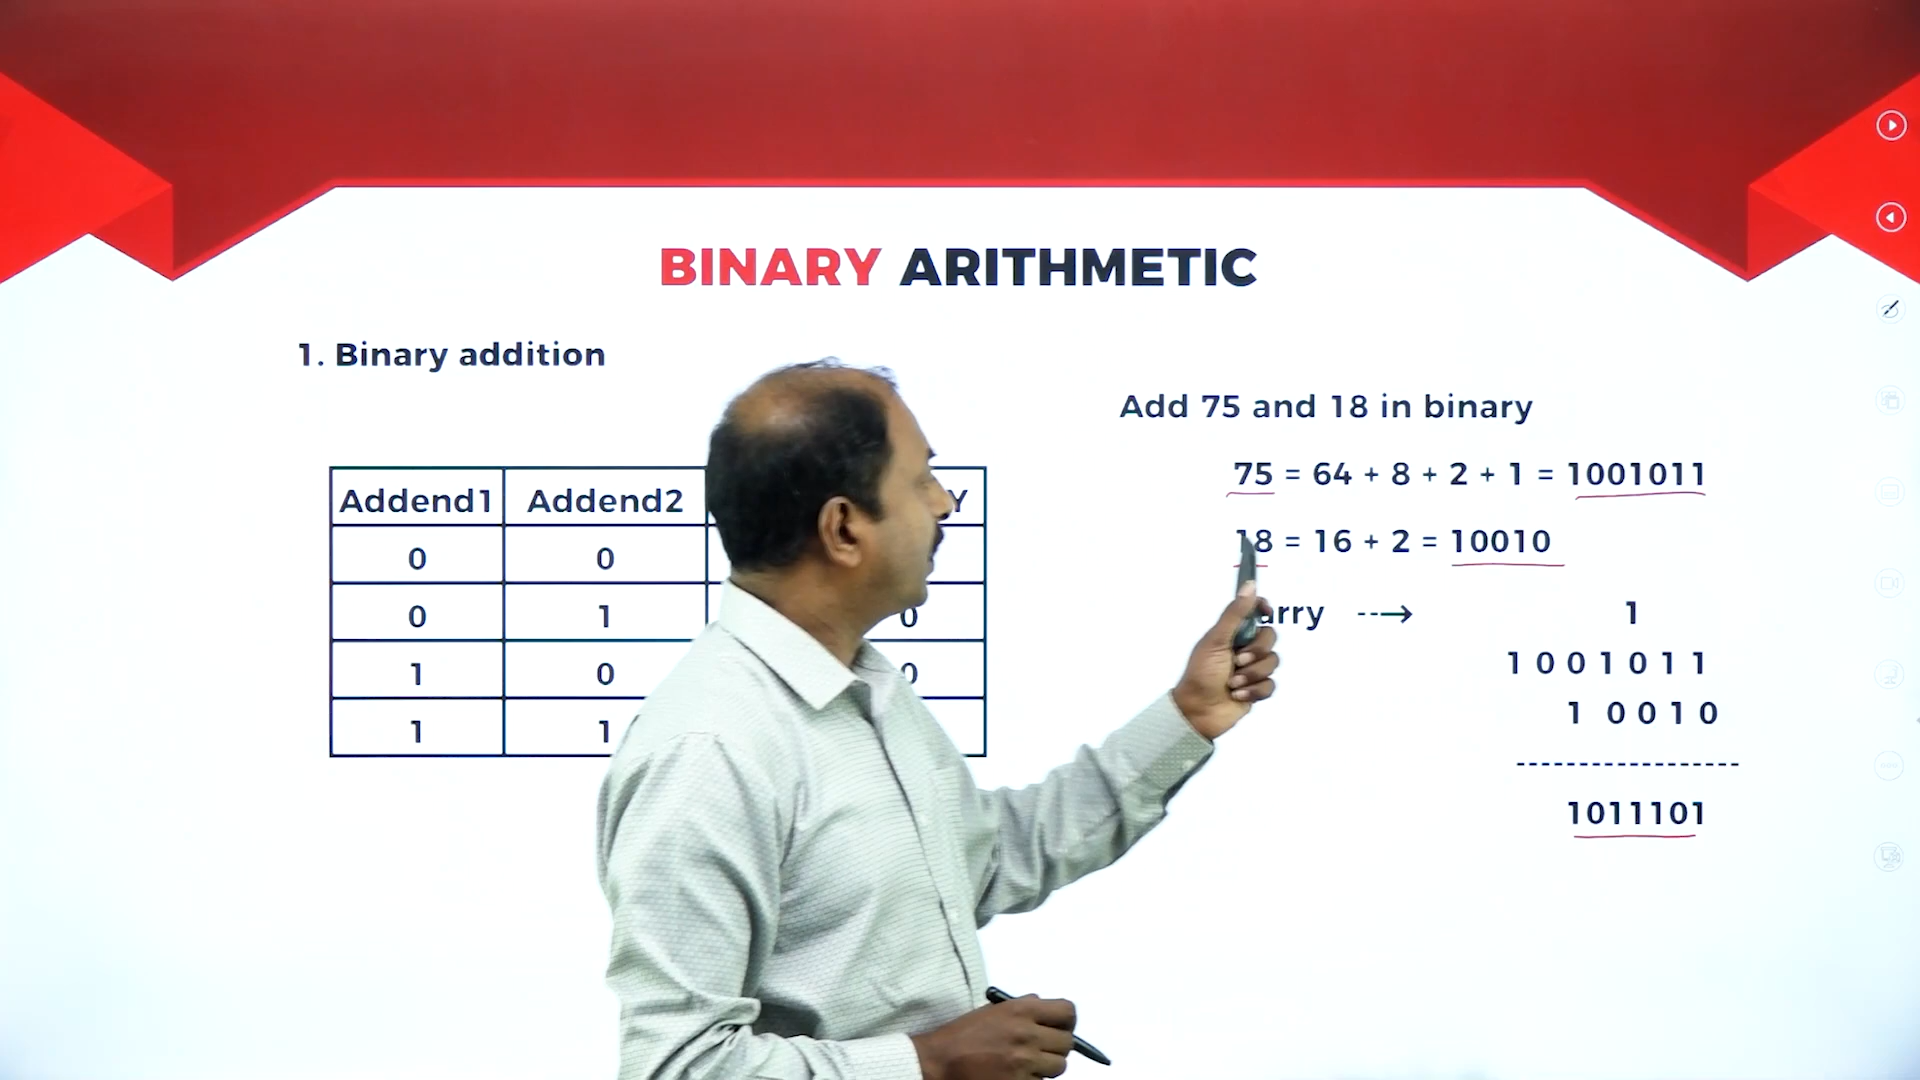 BINARY ARITHMETIC
1. Binary addition
Addend1 Addend2
0 0
0 1 0
1 0 0
1 1
Add 75 and 18 in binary
75 = 64 + 8 + 2 + 1 = 1001011
18 = 16 + 2 = 10010
1
1 0 0 1 0 1 1
1 0 0 1 0
-----------------
1011101